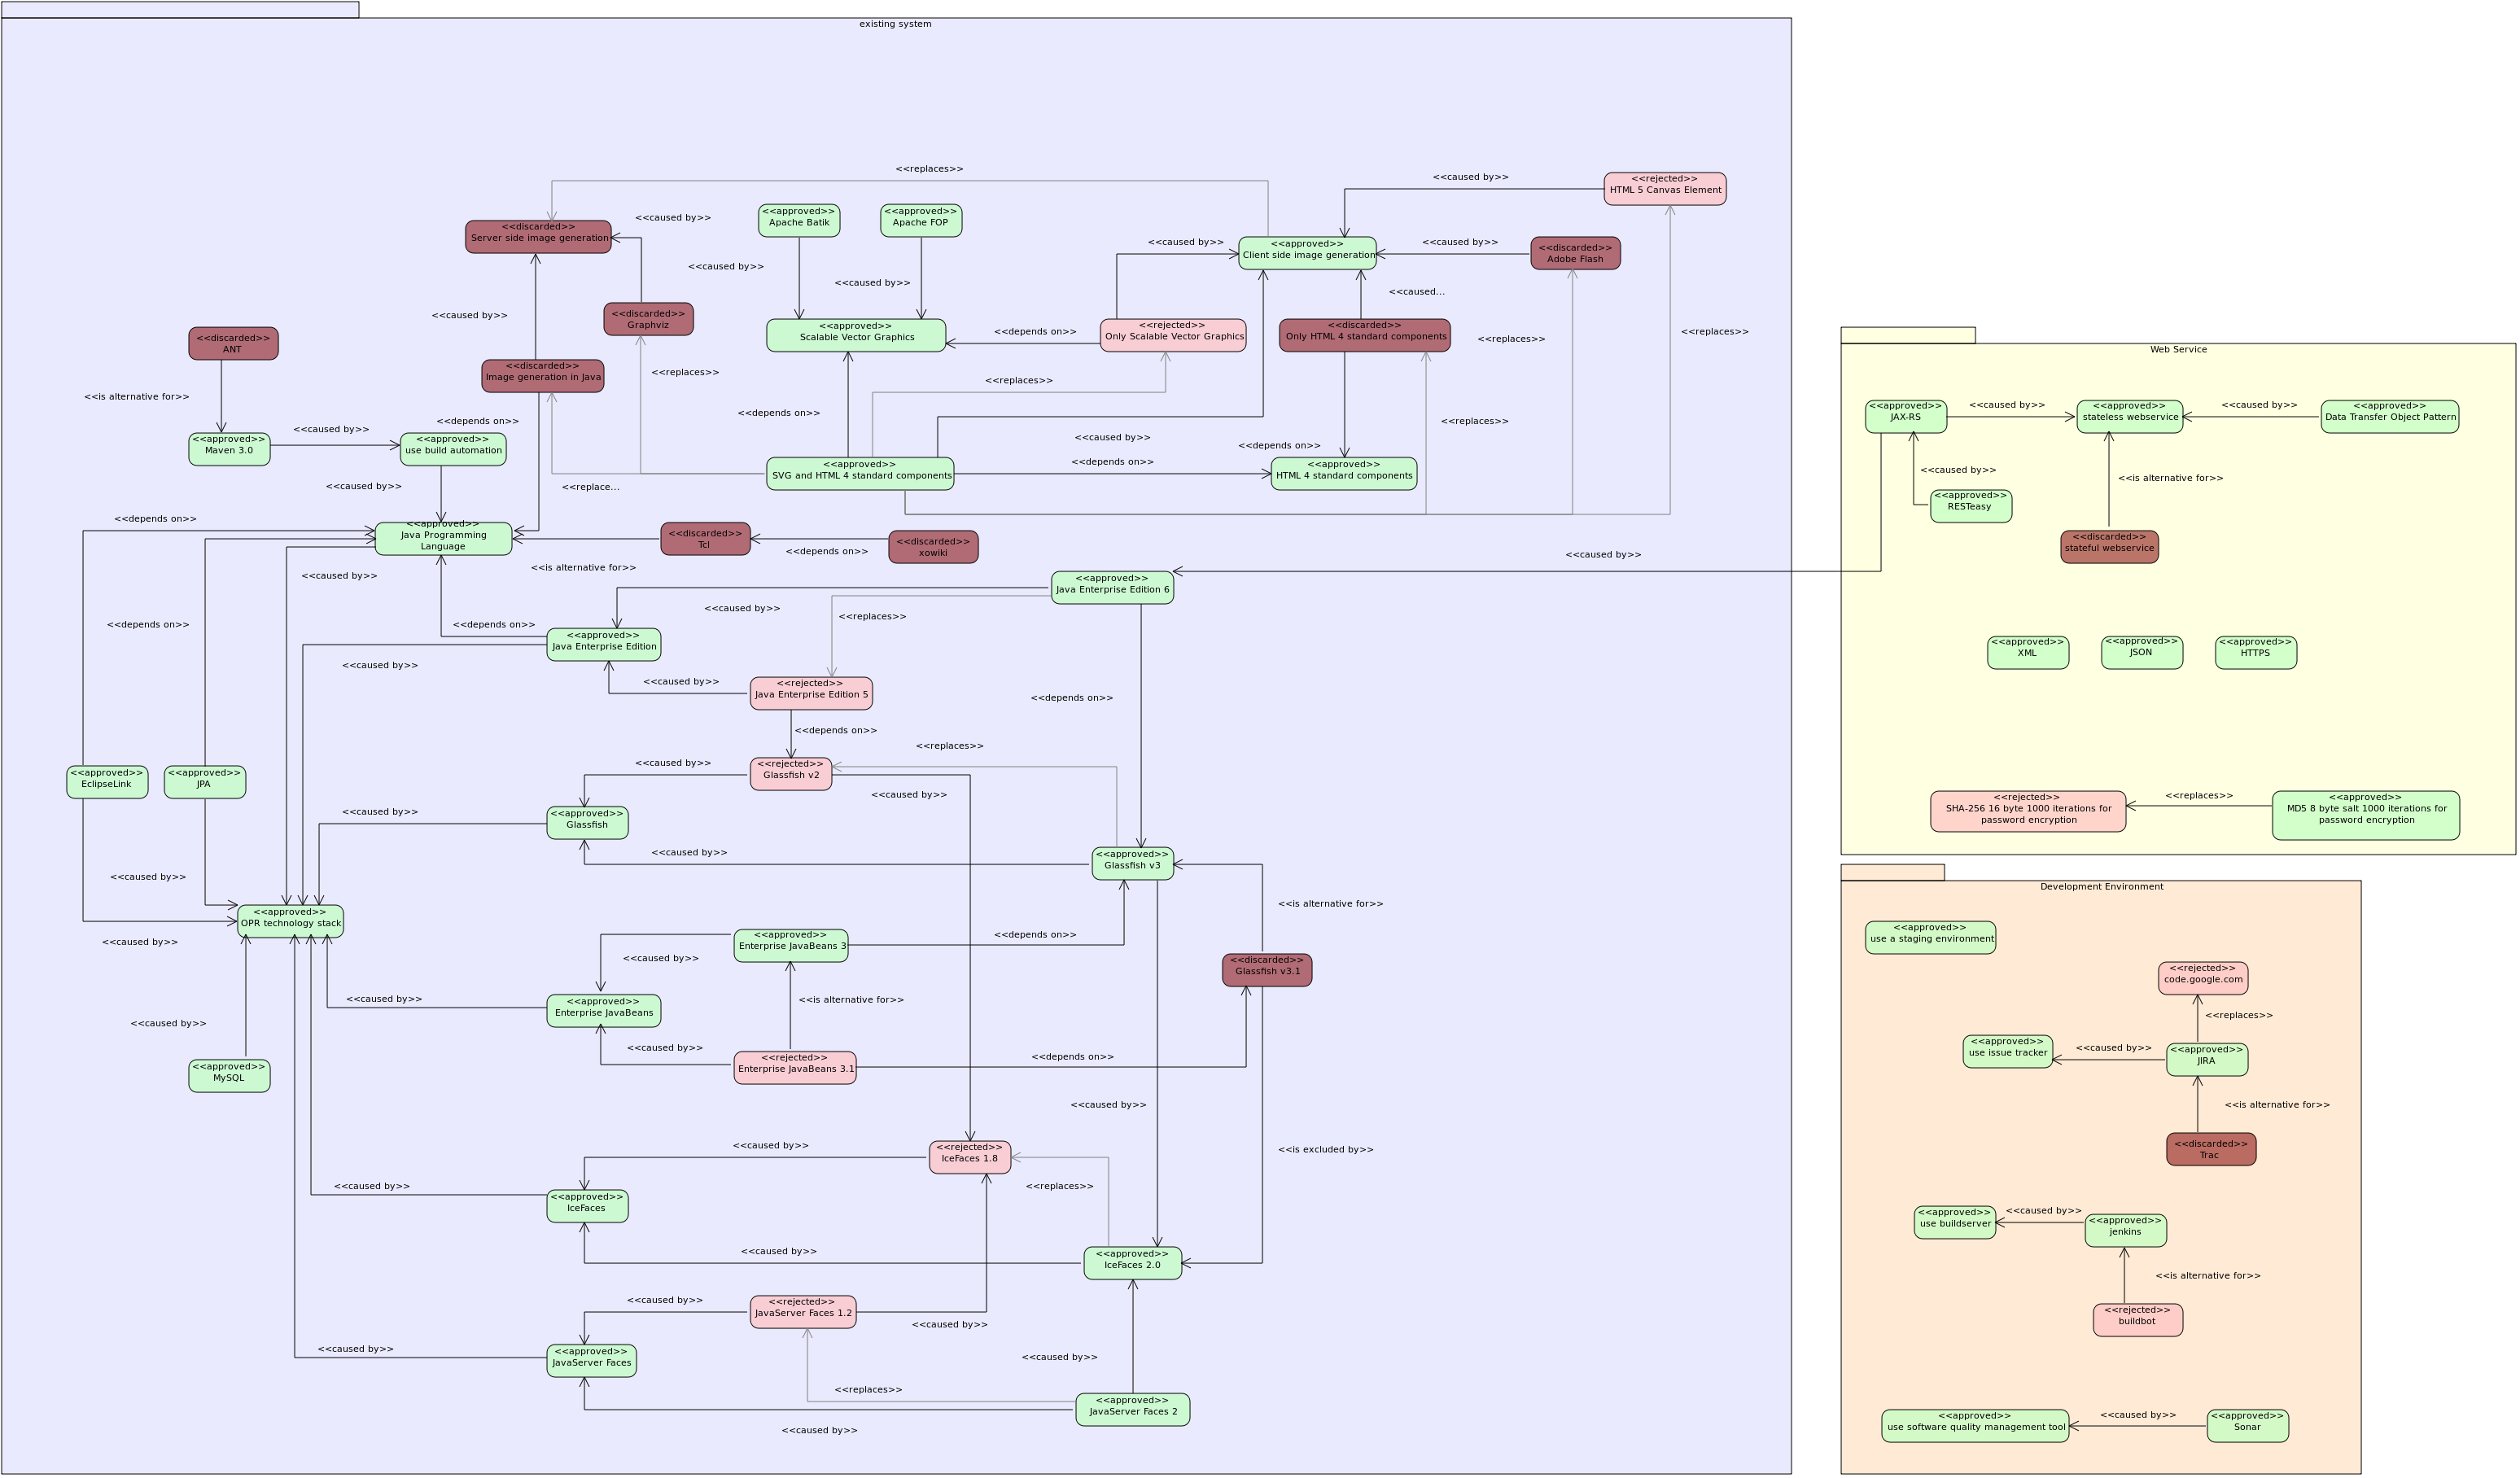 existing system
<<replaces>>
<<caused by>>
<<rejected>>
HTML 5 Canvas Element
<<discarded>>
Server side image generation
<<caused by>>
<<approved>>
Apache Batik
<<approved>>
Apache FOP
<<caused by>>
<<caused by>>
<<caused by>>
<<approved>>
Client side image generation
<<caused by>>
<<discarded>>
Adobe Flash
<<caused...
<<caused by>>
<<discarded>>
Graphviz
<<approved>>
Scalable Vector Graphics
<<depends on>>
<<rejected>>
Only Scalable Vector Graphics
<<discarded>>
Only HTML 4 standard components
<<replaces>>
<<replaces>>
<<discarded>>
ANT
<<discarded>>
Image generation in Java
<<replaces>>
<<replaces>>
<<is alternative for>>
<<depends on>>
<<depends on>>
<<replaces>>
<<approved>>
Maven 3.0
<<caused by>>
<<approved>>
use build automation
<<caused by>>
<<depends on>>
<<caused by>>
<<replace...
<<approved>>
SVG and HTML 4 standard components
<<depends on>>
<<approved>>
HTML 4 standard components
<<depends on>>
<<approved>>
Java Programming
Language
<<discarded>>
Tcl
<<depends on>>
<<discarded>>
xowiki
<<caused by>>
<<caused by>>
<<is alternative for>>
<<approved>>
Java Enterprise Edition 6
<<depends on>>
<<depends on>>
<<caused by>>
<<replaces>>
<<approved>>
Java Enterprise Edition
<<caused by>>
<<caused by>>
<<rejected>>
Java Enterprise Edition 5
<<depends on>>
<<depends on>>
<<replaces>>
<<approved>>
EclipseLink
<<approved>>
JPA
<<caused by>>
<<rejected>>
Glassfish v2
<<caused by>>
<<caused by>>
<<approved>>
Glassfish
<<caused by>>
<<approved>>
Glassfish v3
<<caused by>>
<<is alternative for>>
<<approved>>
OPR technology stack
<<caused by>>
<<approved>>
Enterprise JavaBeans 3
<<depends on>>
<<caused by>>
<<discarded>>
Glassfish v3.1
<<caused by>>
<<approved>>
Enterprise JavaBeans
<<is alternative for>>
<<caused by>>
<<approved>>
MySQL
<<caused by>>
<<rejected>>
Enterprise JavaBeans 3.1
<<depends on>>
<<caused by>>
<<caused by>>
<<rejected>>
IceFaces 1.8
<<is excluded by>>
<<caused by>>
<<approved>>
IceFaces
<<replaces>>
<<caused by>>
<<approved>>
IceFaces 2.0
<<caused by>>
<<rejected>>
JavaServer Faces 1.2
<<caused by>>
<<caused by>>
<<approved>>
JavaServer Faces
<<caused by>>
<<replaces>>
<<approved>>
JavaServer Faces 2
<<caused by>>
Web Service
<<approved>>
JAX-RS
<<caused by>>
<<approved>>
stateless webservice
<<caused by>>
<<approved>>
Data Transfer Object Pattern
<<caused by>>
<<is alternative for>>
<<approved>>
RESTeasy
<<discarded>>
stateful webservice
<<approved>>
XML
<<approved>>
JSON
<<approved>>
HTTPS
<<rejected>>
SHA-256 16 byte 1000 iterations for
password encryption
<<replaces>>
<<approved>>
MD5 8 byte salt 1000 iterations for
password encryption
Development Environment
<<approved>>
use a staging environment
<<rejected>>
code.google.com
<<replaces>>
<<approved>>
use issue tracker
<<caused by>>
<<approved>>
JIRA
<<is alternative for>>
<<discarded>>
Trac
<<approved>>
use buildserver
<<caused by>>
<<approved>>
jenkins
<<is alternative for>>
<<rejected>>
buildbot
<<approved>>
use software quality management tool
<<caused by>>
<<approved>>
Sonar